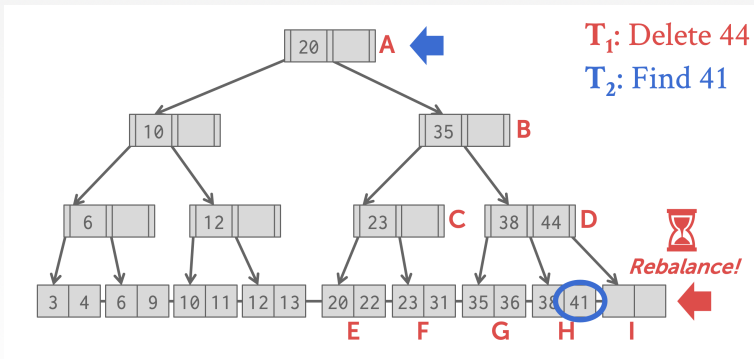 T₁: Delete 44
20 A
T₂: Find 41
10 35 B
6 12 23 C 38 44 D
Rebalance!
3 4 6 9 10 11 12 13 20 22 23 31 35 36 38 41
E F G H I